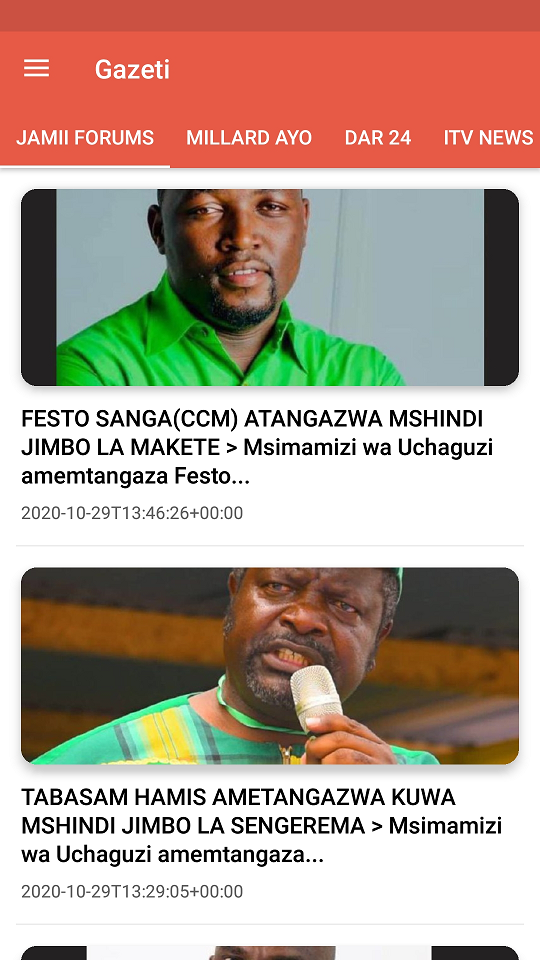 Gazeti
JAMII FORUMS MILLARD AYO DAR 24 ITV NEWS
FESTO SANGA(CCM) ATANGAZWA MSHINDI
JIMBO LA MAKETE > Msimamizi wa Uchaguzi
amemtangaza Festo...
2020-10-29T13:46:26+00:00
TABASAM HAMIS AMETANGAZWA KUWA
MSHINDI JIMBO LA SENGEREMA > Msimamizi
wa Uchaguzi amemtangaza...
2020-10-29T13:29:05+00:00